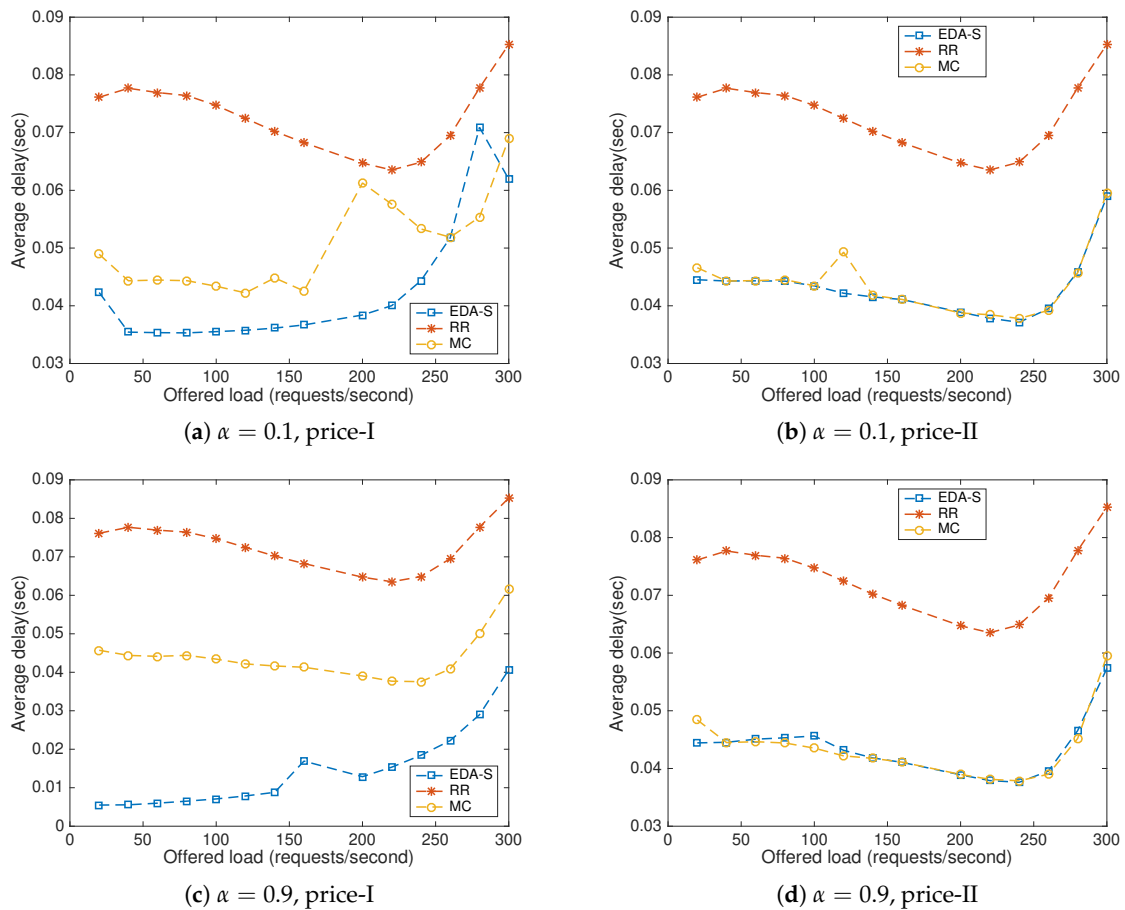 0.09
0.08
0.07
0.06
0.05
0.04
0.03
Average delay(sec)
0 50 100 150 200 250 300
Offered load (requests/second)
EDA-S
RR
MC
(a) α = 0.1, price-I
0.09
0.08
0.07
0.06
0.05
0.04
0.03
Average delay(sec)
0 50 100 150 200 250 300
Offered load (requests/second)
EDA-S
RR
MC
(b) α = 0.1, price-II
0.09
0.08
0.07
0.06
0.05
0.04
0.03
0.02
0.01
0
Average delay(sec)
0 50 100 150 200 250 300
Offered load (requests/second)
EDA-S
RR
MC
(c) α = 0.9, price-I
0.09
0.08
0.07
0.06
0.05
0.04
0.03
Average delay(sec)
0 50 100 150 200 250 300
Offered load (requests/second)
EDA-S
RR
MC
(d) α = 0.9, price-II